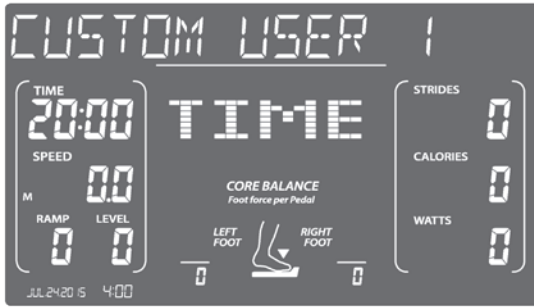 CUSTOM USER 1
TIME
20:00
SPEED
M 0.0
RAMP LEVEL
0 0
JUL 24 2015 4:00
TIME
CORE BALANCE
Foot force per Pedal
LEFT FOOT
RIGHT FOOT
0 0
STRIDES
0
CALORIES
0
WATTS
0